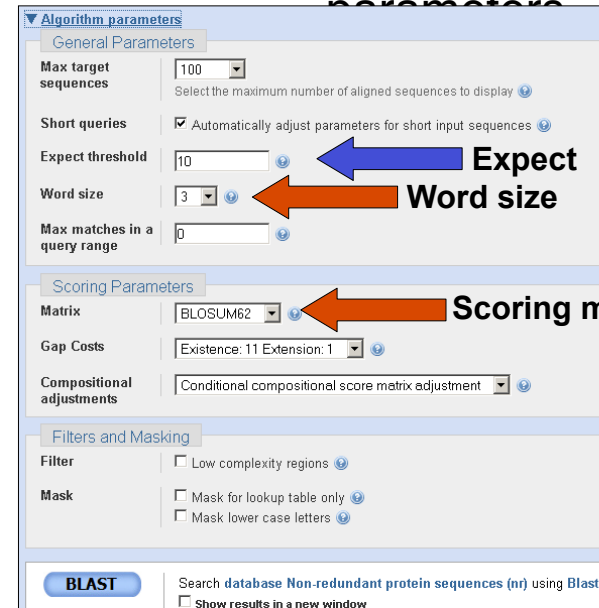 parameters
▼ Algorithm parameters
General Parameters
Max target sequences
100
Select the maximum number of aligned sequences to display
Short queries
Automatically adjust parameters for short input sequences
Expect threshold
10
Expect
Word size
3
Word size
Max matches in a query range
0
Scoring Parameters
Matrix
BLOSUM62
Scoring m
Gap Costs
Existence: 11 Extension: 1
Compositional adjustments
Conditional compositional score matrix adjustment
Filters and Masking
Filter
Low complexity regions
Mask
Mask for lookup table only
Mask lower case letters
BLAST
Search database Non-redundant protein sequences (nr) using Blast
Show results in a new window